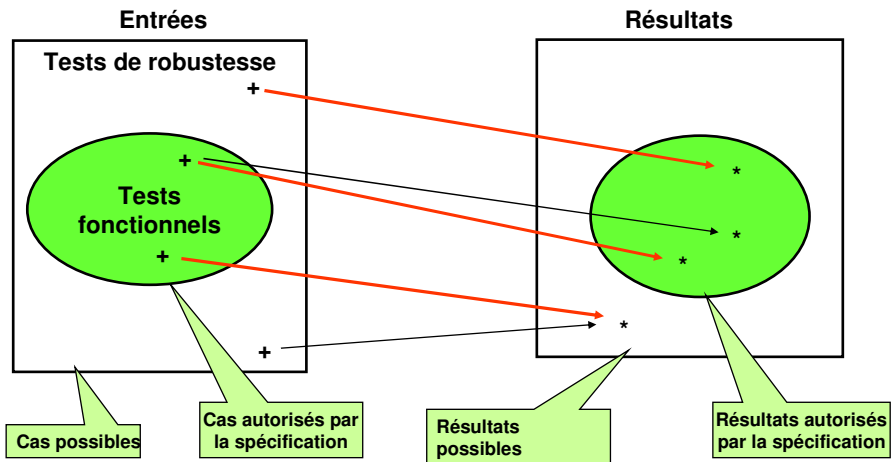 Entrées
Résultats
Tests de robustesse
+
+
*
Tests
fonctionnels
*
+
*
*
+
Cas possibles
Cas autorisés par
la spécification
Résultats
possibles
Résultats autorisés
par la spécification